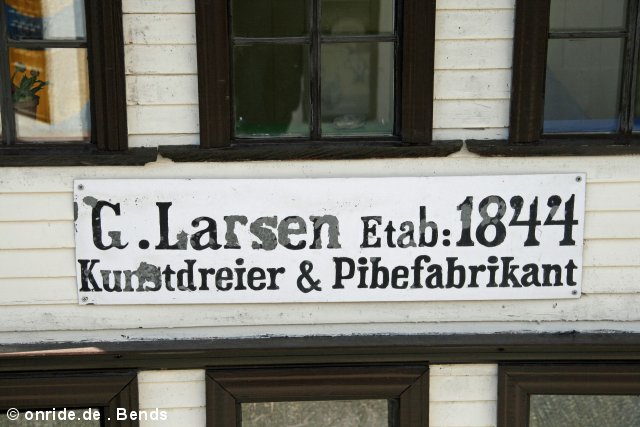 G. Larsen Etab: 1844
Kunstdreier & Pibefabrikant
© onride.de . Bends